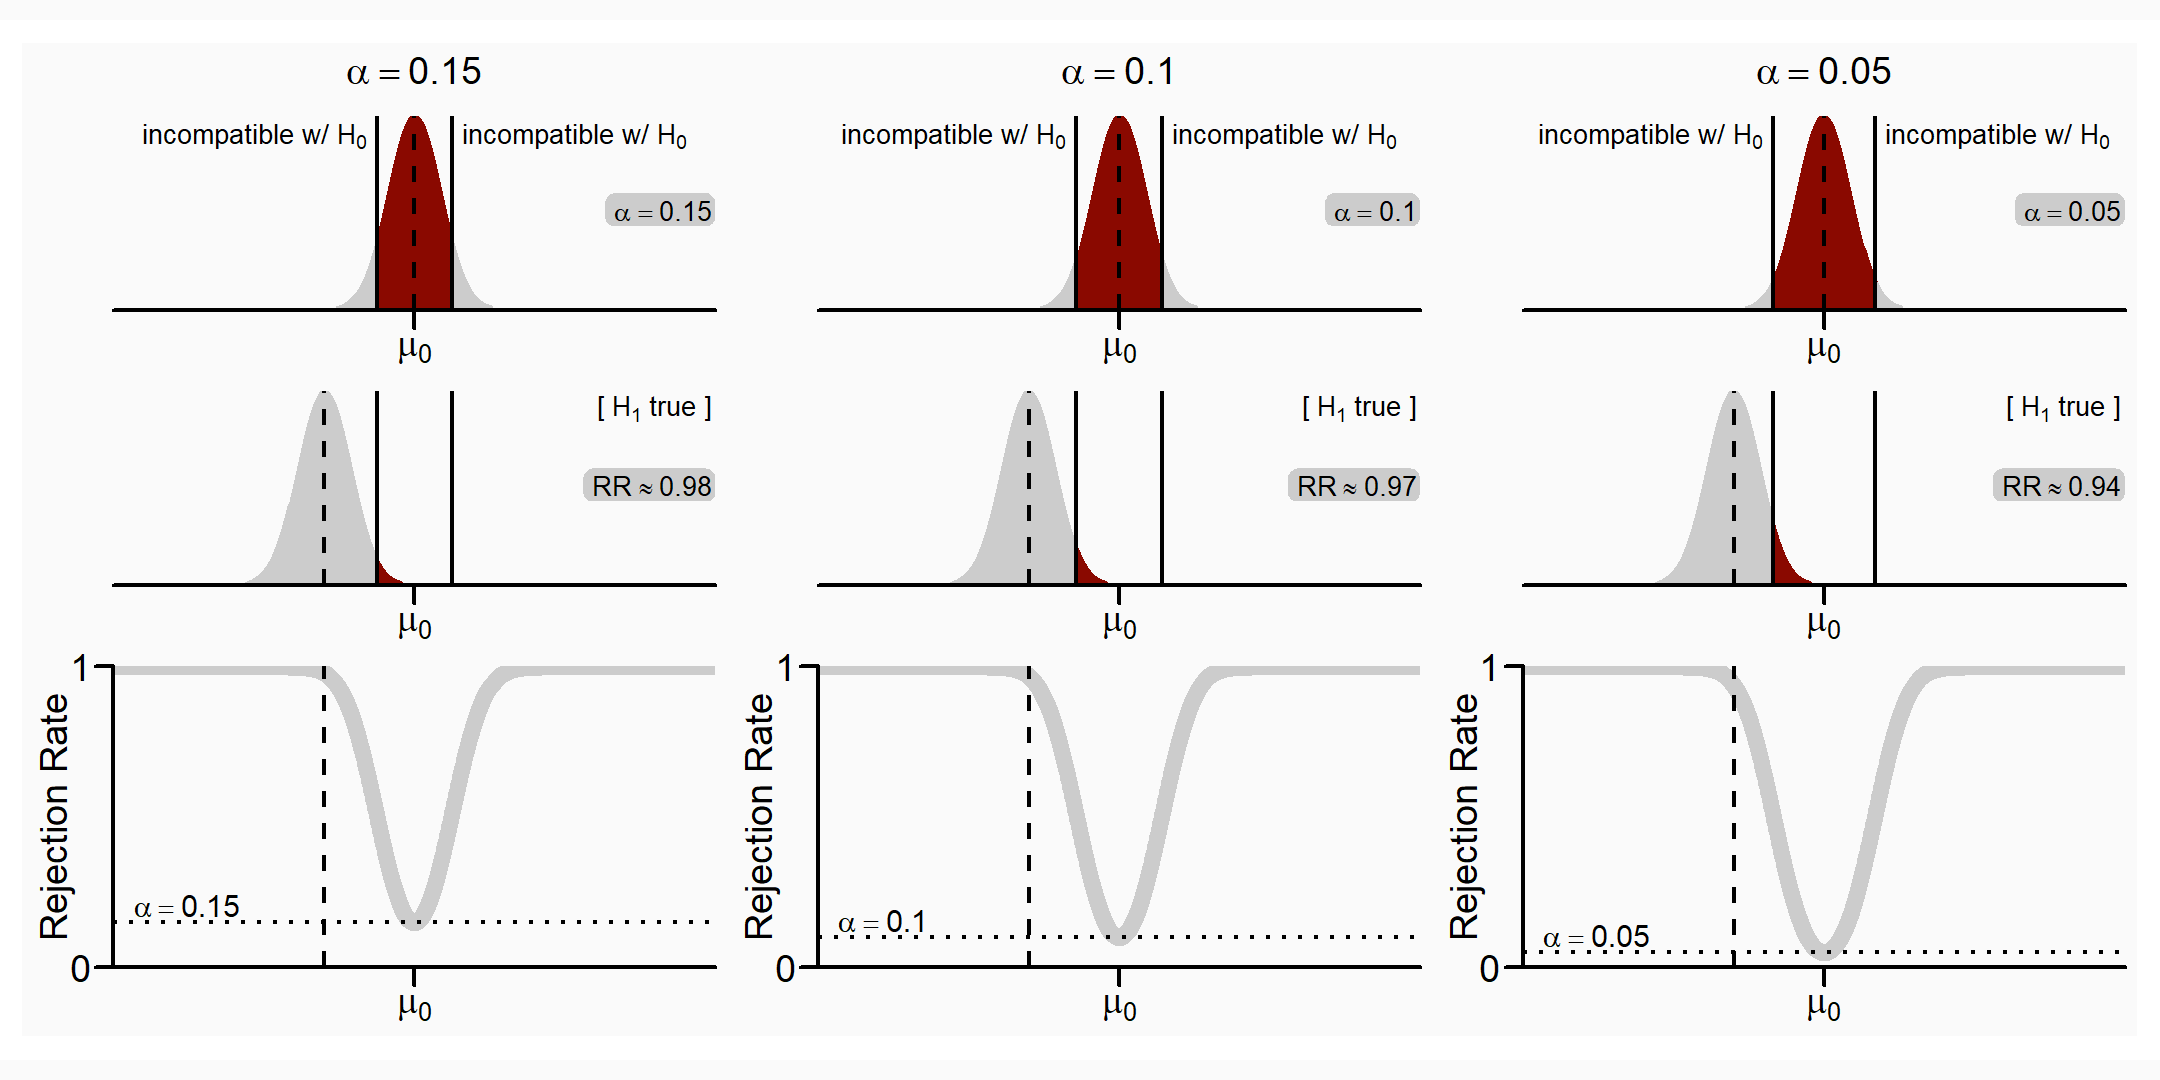 α = 0.15
incompatible w/ H₀
incompatible w/ H₀
α = 0.15
μ₀
[ H₁ true ]
RR ≈ 0.98
μ₀
1
Rejection Rate
α = 0.15
0
μ₀
α = 0.1
incompatible w/ H₀
incompatible w/ H₀
α = 0.1
μ₀
[ H₁ true ]
RR ≈ 0.97
μ₀
1
Rejection Rate
α = 0.1
0
μ₀
α = 0.05
incompatible w/ H₀
incompatible w/ H₀
α = 0.05
μ₀
[ H₁ true ]
RR ≈ 0.94
μ₀
1
Rejection Rate
α = 0.05
0
μ₀